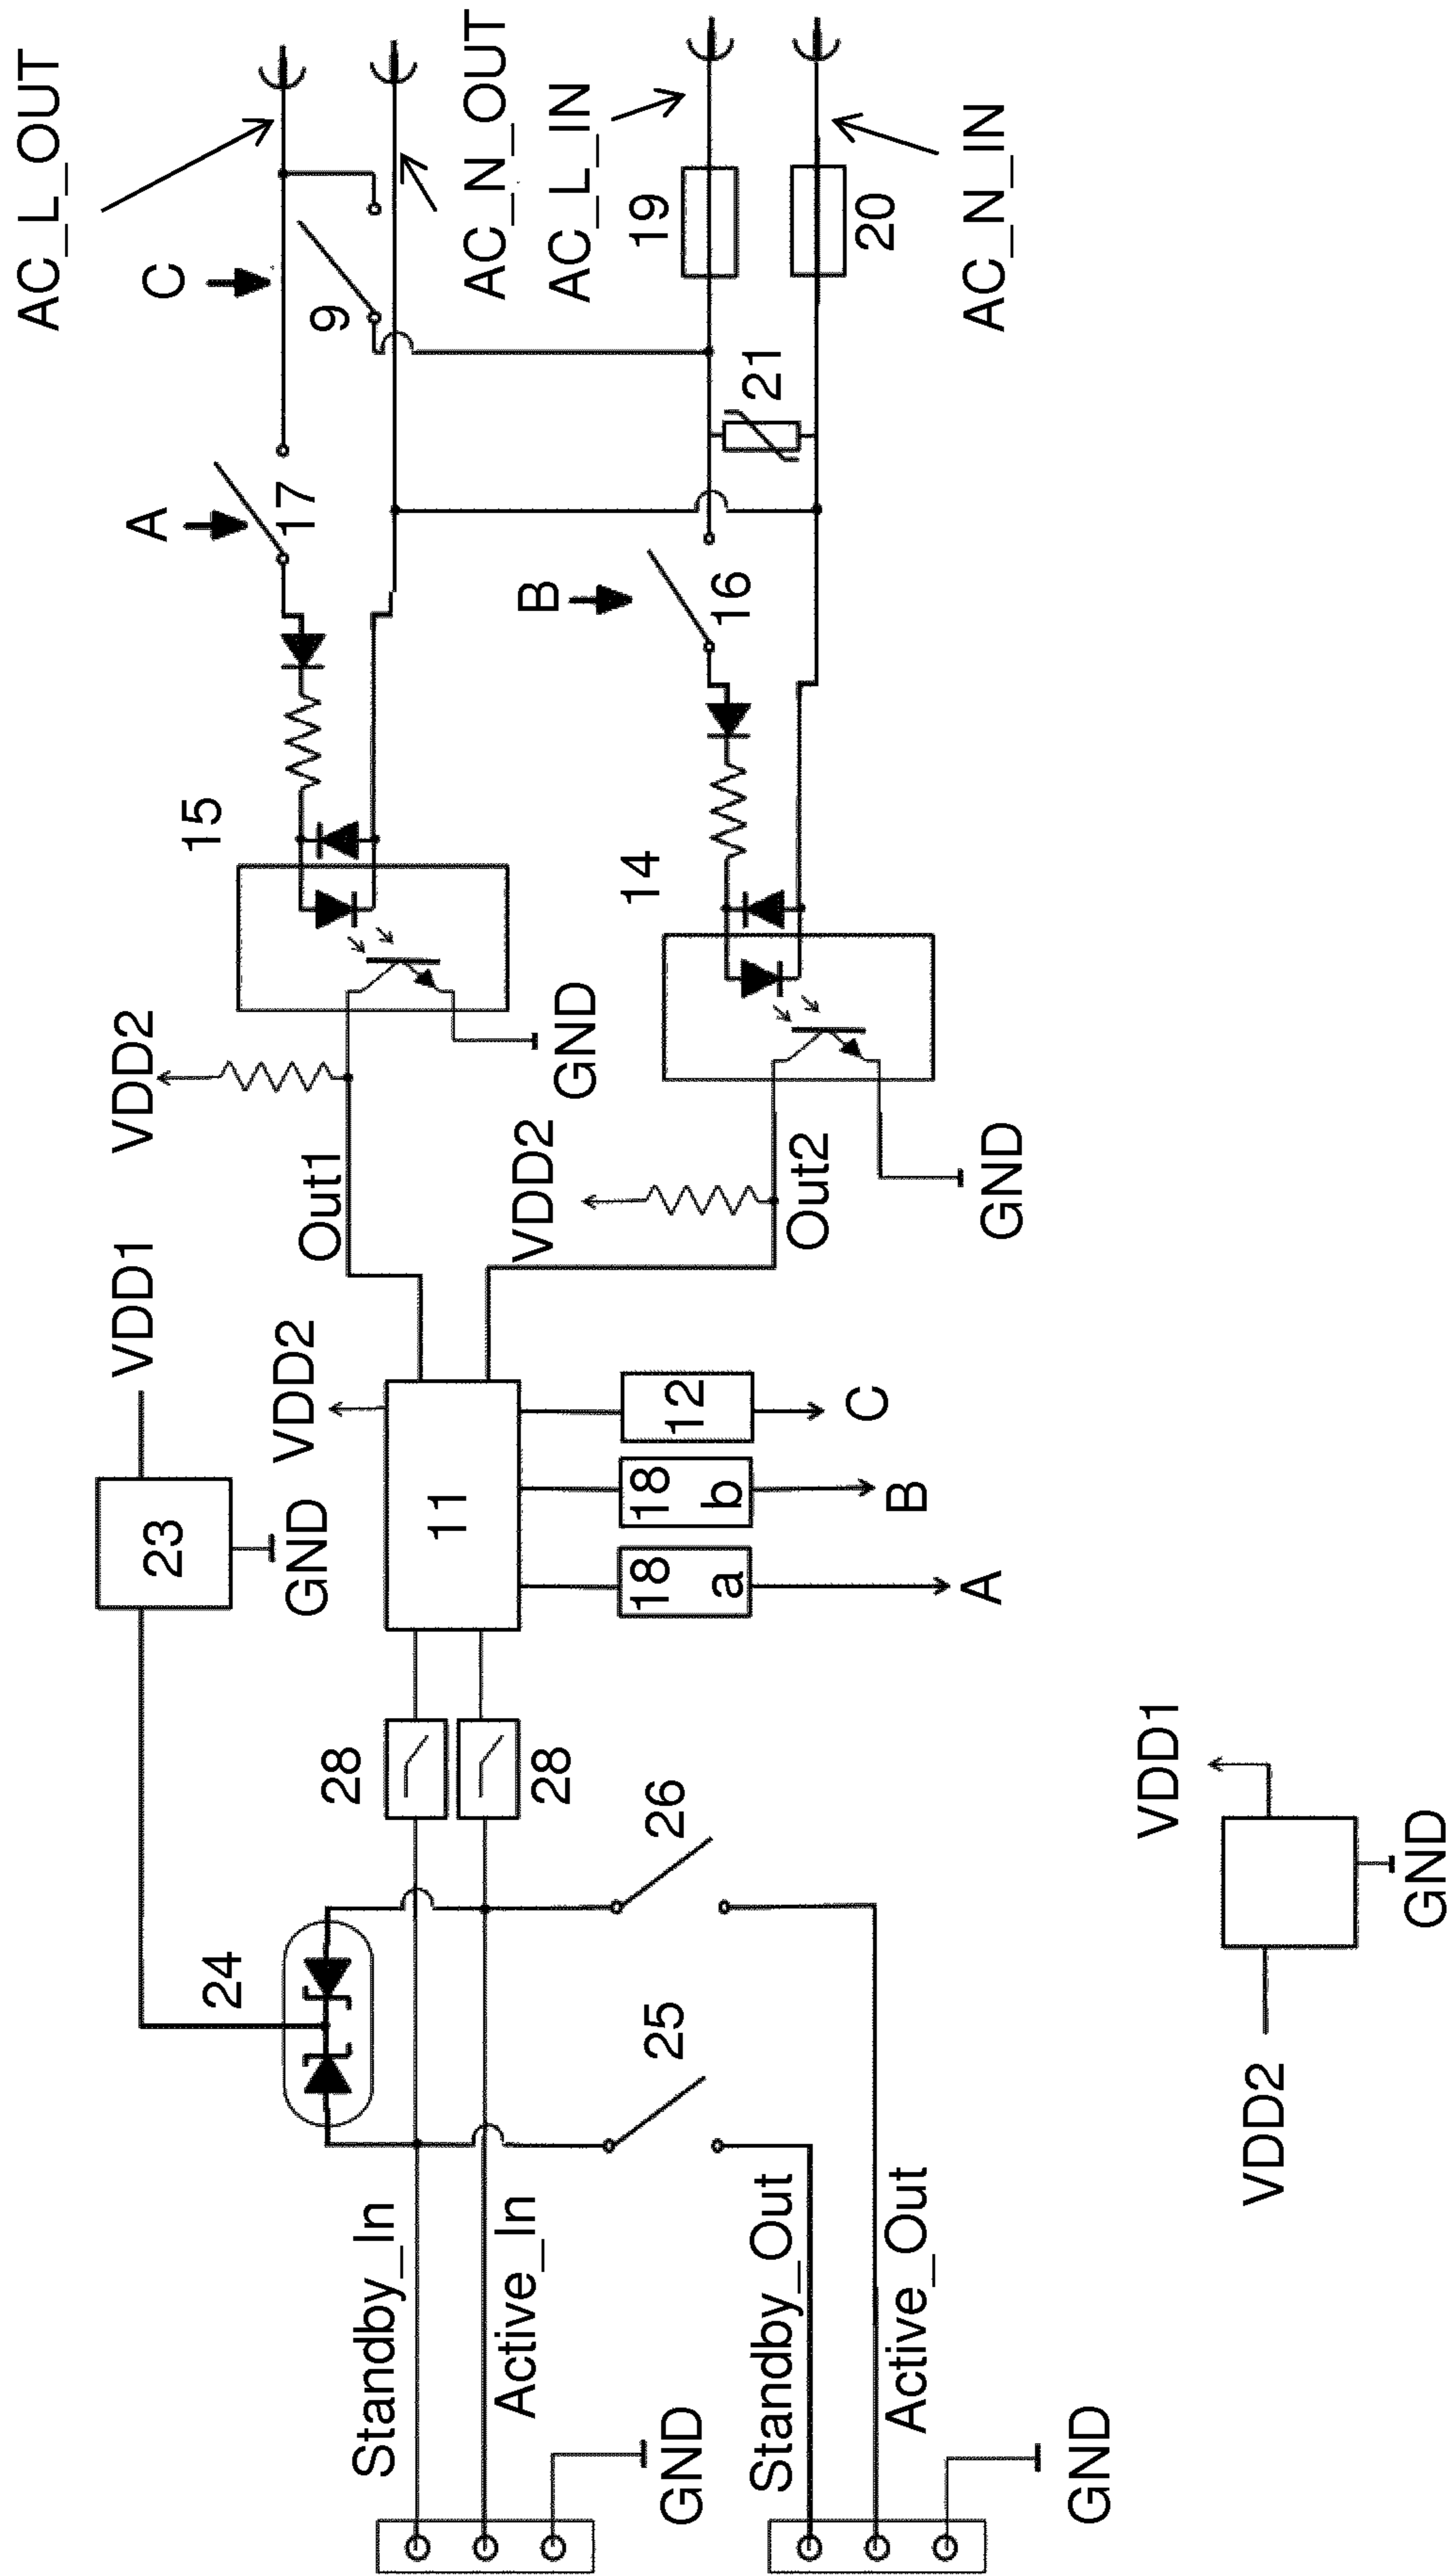 AC_L_OUT
C
9
A
17
AC_N_OUT
AC_L_IN
19
20
AC_N_IN
21
B
16
15
14
VDD2
GND
Out1
VDD2
Out2
GND
VDD1
23
GND
VDD2
11
12
C
18
b
B
18
a
A
28
28
24
26
25
Standby_In
Active_In
GND
Standby_Out
Active_Out
GND
VDD1
VDD2
GND